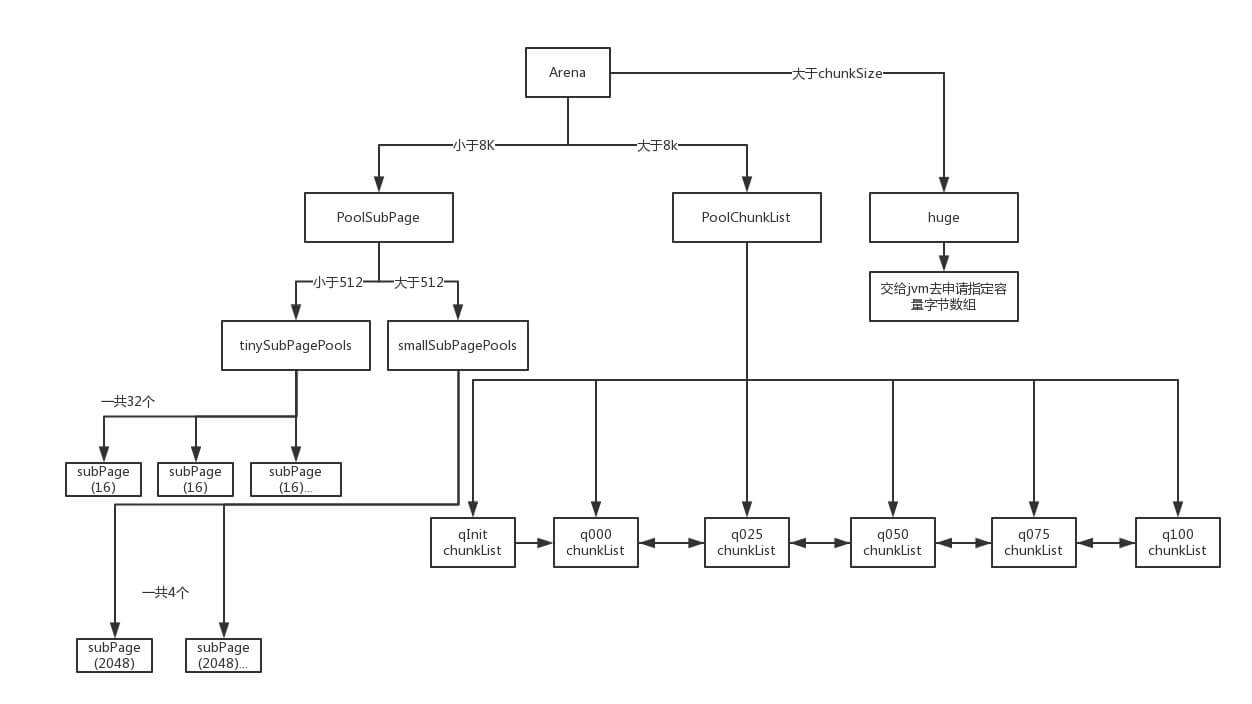 Arena
大于chunkSize
小于8K
大于8k
PoolSubPage
PoolChunkList
huge
交给jvm去申请指定容
量字节数组
小于512
大于512
tinySubPagePools
smallSubPagePools
一共32个
subPage
(16)
subPage
(16)
subPage
(16)...
qInit
chunkList
q000
chunkList
q025
chunkList
q050
chunkList
q075
chunkList
q100
chunkList
一共4个
subPage
(2048)
subPage
(2048)...